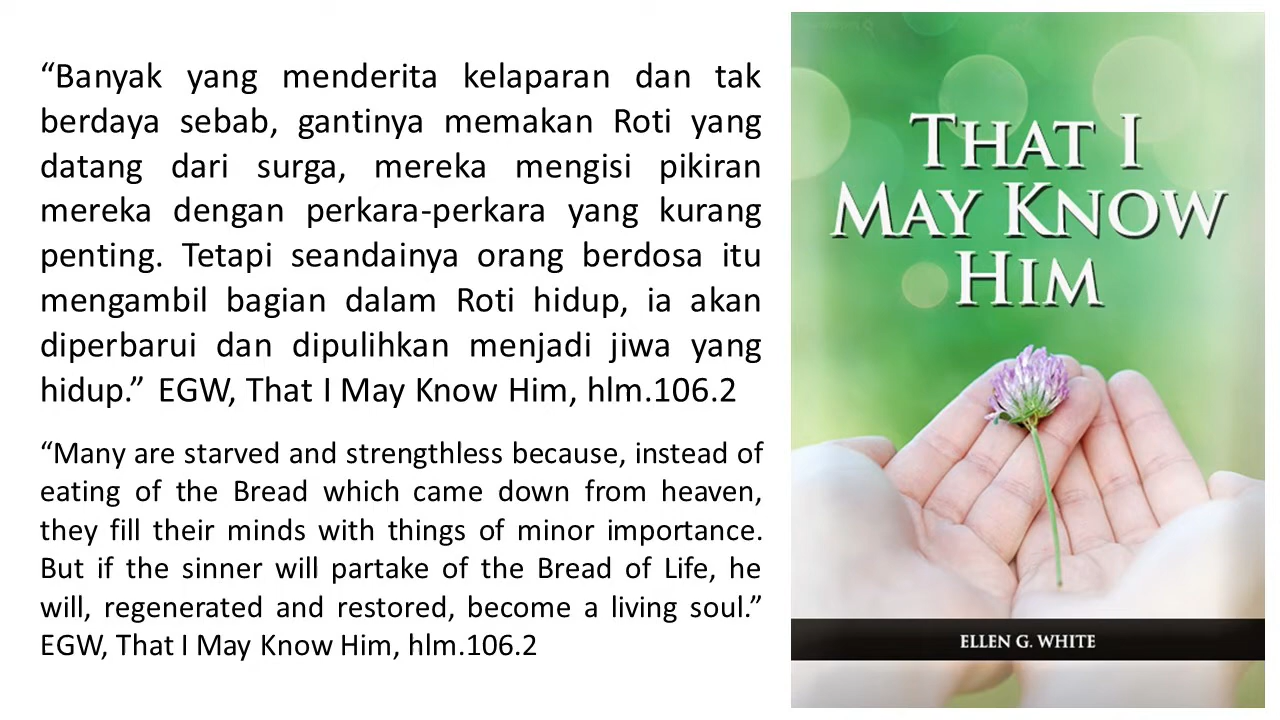 “Banyak yang menderita kelaparan dan tak
berdaya sebab, gantinya memakan Roti yang
datang dari surga, mereka mengisi pikiran
mereka dengan perkara-perkara yang kurang
penting. Tetapi seandainya orang berdosa itu
mengambil bagian dalam Roti hidup, ia akan
diperbarui dan dipulihkan menjadi jiwa yang
hidup.” EGW, That I May Know Him, hlm.106.2
“Many are starved and strengthless because, instead of
eating of the Bread which came down from heaven,
they fill their minds with things of minor importance.
But if the sinner will partake of the Bread of Life, he
will, regenerated and restored, become a living soul.”
EGW, That I May Know Him, hlm.106.2
THAT I
MAY KNOW
HIM
ELLEN G. WHITE